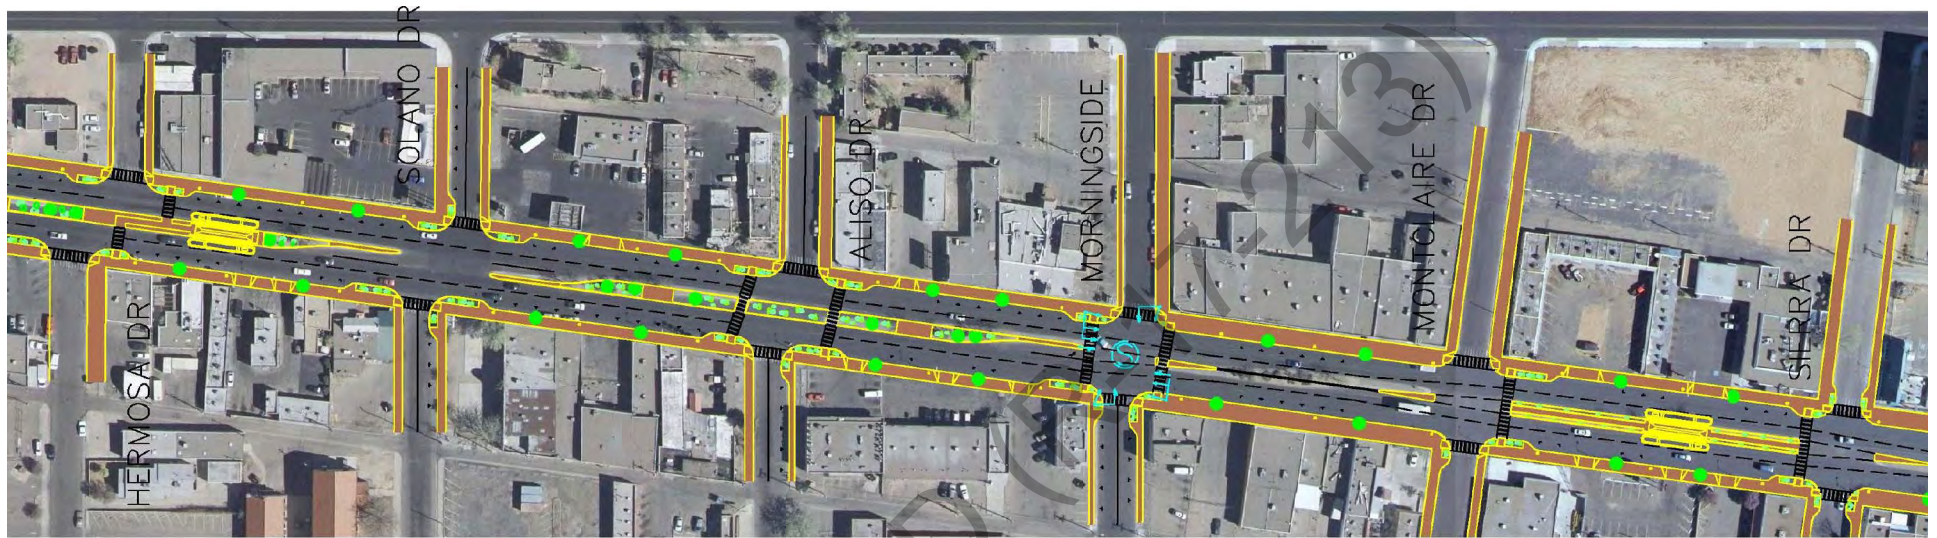 HERMOSA DR
SOLANO DR
ALISO DR
MORNINGSIDE
MONTCLAIRE DR
SIERRA DR